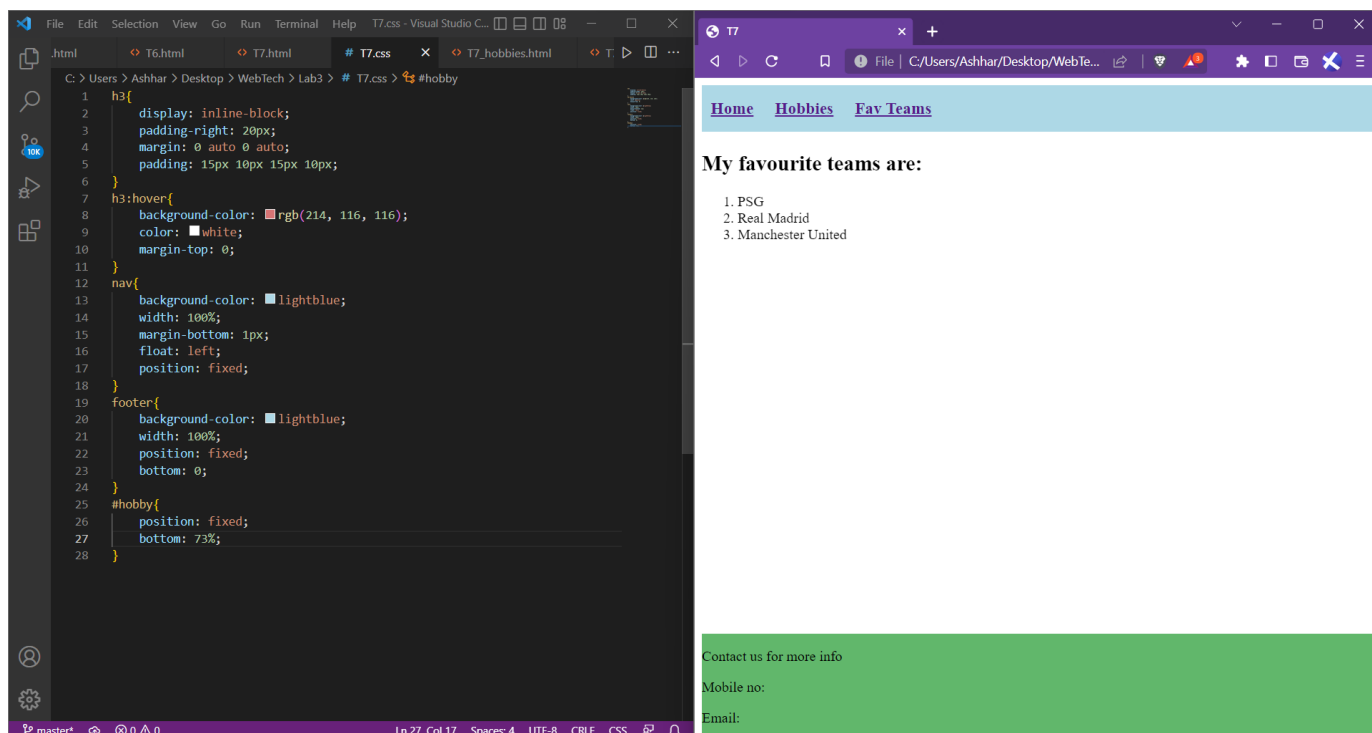 File Edit Selection View Go Run Terminal Help T7.css - Visual Studio C...
.html T6.html T7.html # T7.css T7_hobbies.html T
C: > Users > Ashhar > Desktop > WebTech > Lab3 > # T7.css > #hobby
1 h3{
2 display: inline-block;
3 padding-right: 20px;
4 margin: 0 auto 0 auto;
5 padding: 15px 10px 15px 10px;
6 }
7 h3:hover{
8 background-color: rgb(214, 116, 116);
9 color: white;
10 margin-top: 0;
11 }
12 nav{
13 background-color: lightblue;
14 width: 100%;
15 margin-bottom: 1px;
16 float: left;
17 position: fixed;
18 }
19 footer{
20 background-color: lightblue;
21 width: 100%;
22 position: fixed;
23 bottom: 0;
24 }
25 #hobby{
26 position: fixed;
27 bottom: 73%;
28 }
10K
master* 0 0 Ln 27, Col 17 Spaces: 4 UTF-8 CRLF CSS
T7
File | C:/Users/Ashhar/Desktop/WebTe...
Home Hobbies Fav Teams
My favourite teams are:
1. PSG
2. Real Madrid
3. Manchester United
Contact us for more info
Mobile no:
Email: